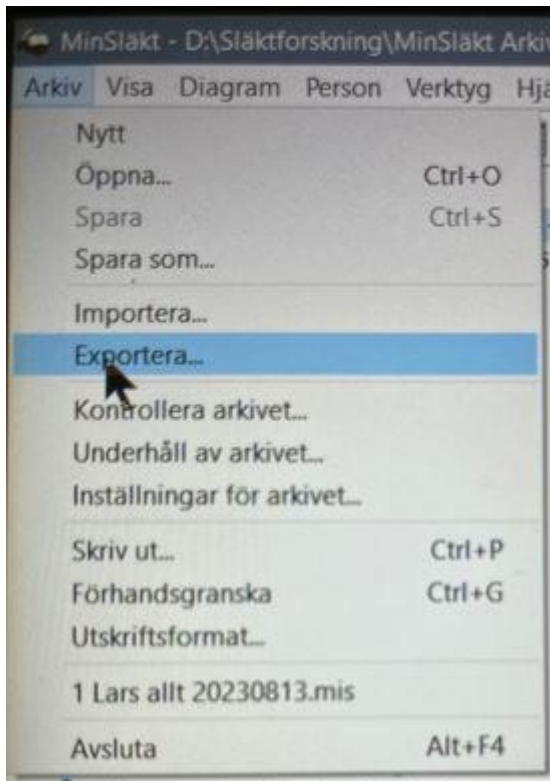 MinSläkt - D:\Släktforskning\MinSläkt
Arkiv Visa Diagram Person Verktyg
Nytt
Öppna... Ctrl+O
Spara Ctrl+S
Spara som...
Importera...
Exportera...
Kontrollera arkivet...
Underhåll av arkivet...
Inställningar för arkivet...
Skriv ut... Ctrl+P
Förhandsgranska Ctrl+G
Utskriftsformat...
1 Lars allt 20230813.mis
Avsluta Alt+F4